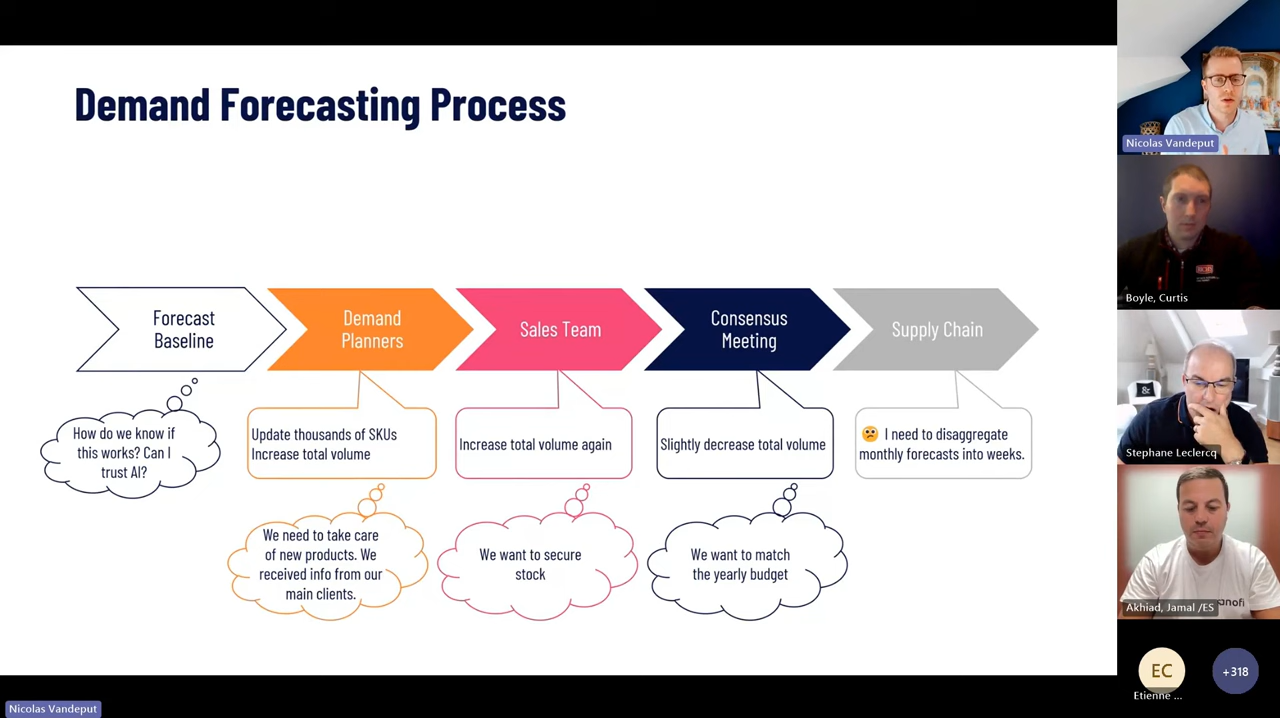 Demand Forecasting Process
Forecast
Baseline
Demand
Planners
Sales Team
Consensus
Meeting
Supply Chain
How do we know if
this works? Can I
trust AI?
Update thousands of SKUs
Increase total volume
Increase total volume again
Slightly decrease total volume
I need to disaggregate
monthly forecasts into weeks.
We need to take care
of new products. We
received info from our
main clients.
We want to secure
stock
We want to match
the yearly budget
Nicolas Vandeput
Boyle, Curtis
Stephane Leclercq
&
anofi
Akhiad, Jamal /ES
EC
Etienne ...
+318
Nicolas Vandeput